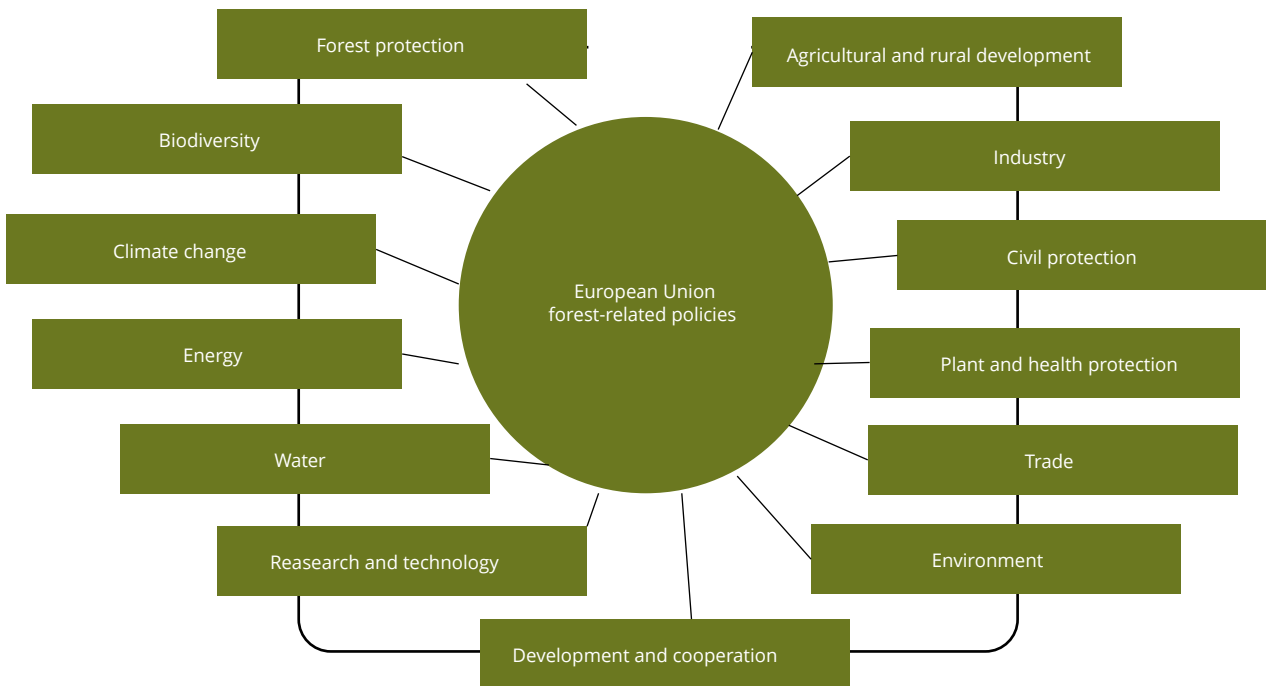 Forest protection
Agricultural and rural development
Biodiversity
Industry
Climate change
Civil protection
European Union
forest-related policies
Energy
Plant and health protection
Water
Trade
Reasearch and technology
Environment
Development and cooperation